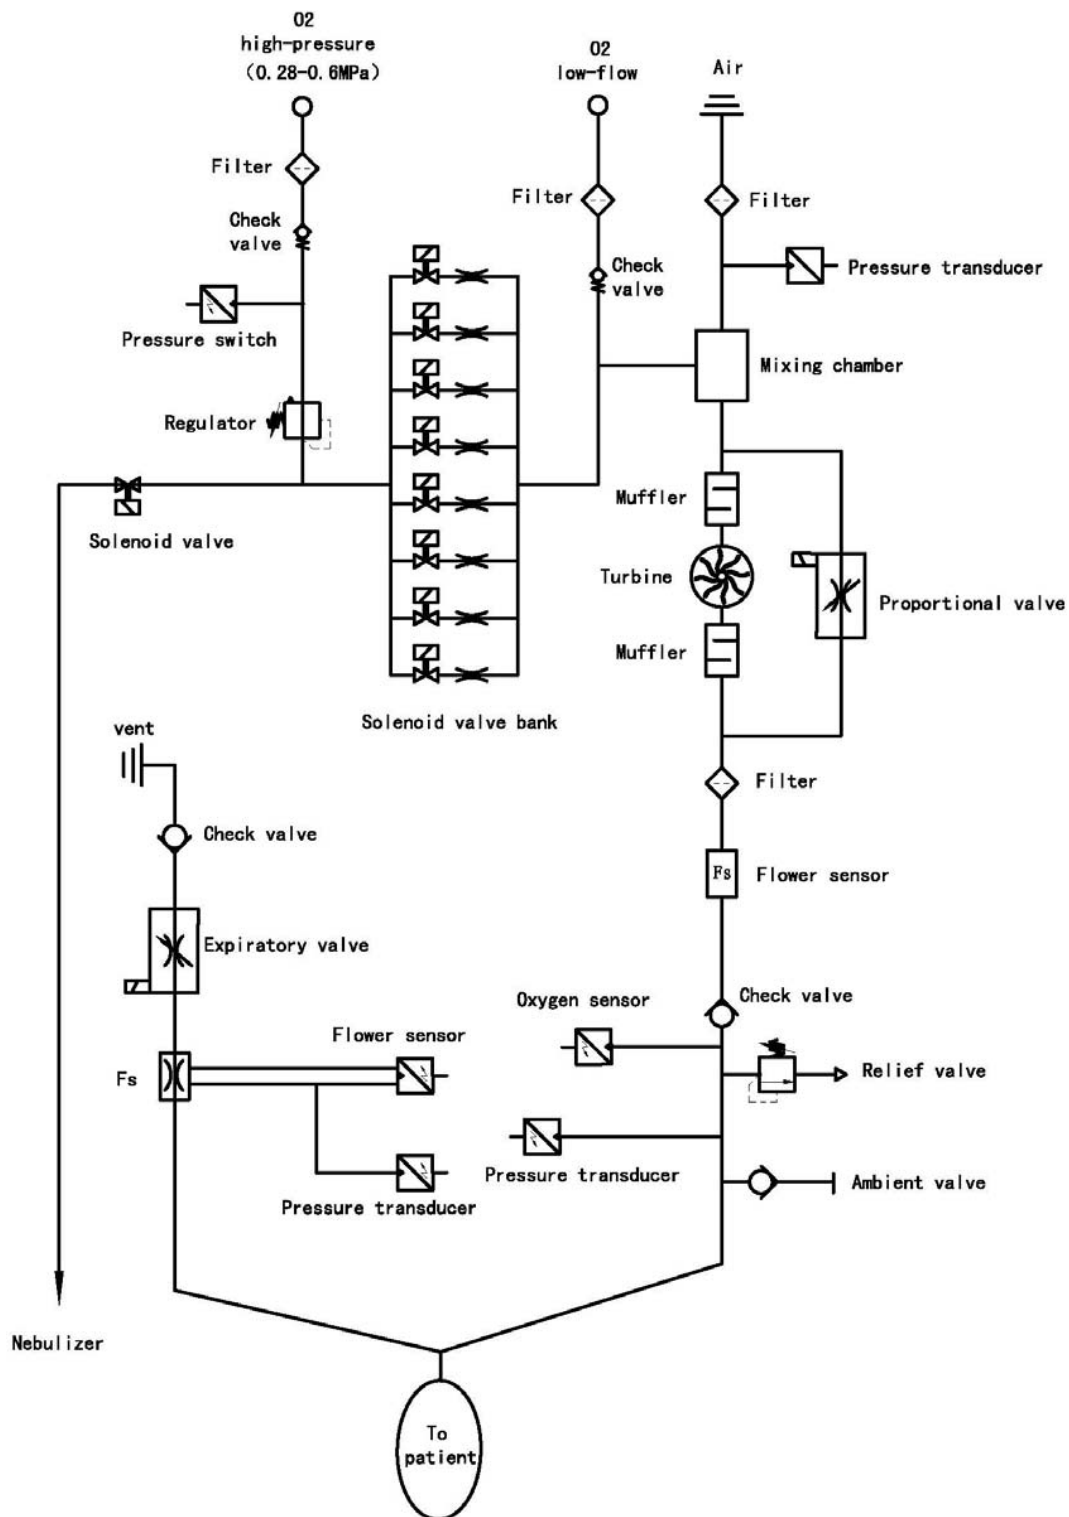 O2
high-pressure
(0.28-0.6MPa)
O2
low-flow
Air
Filter
Filter
Filter
Check
valve
Check
valve
Pressure transducer
Pressure switch
Mixing chamber
Regulator
Muffler
Solenoid valve
Turbine
Proportional valve
Muffler
Solenoid valve bank
vent
Filter
Check valve
Fs
Flower sensor
Expiratory valve
Oxygen sensor
Check valve
Flower sensor
Fs
Relief valve
Pressure transducer
Ambient valve
Pressure transducer
Nebulizer
To
patient